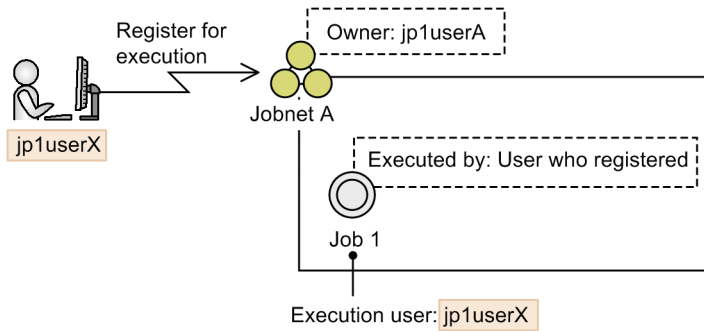 Register for
execution
Owner: jp1userA
jp1userX
Jobnet A
Executed by: User who registered
Job 1
Execution user: jp1userX